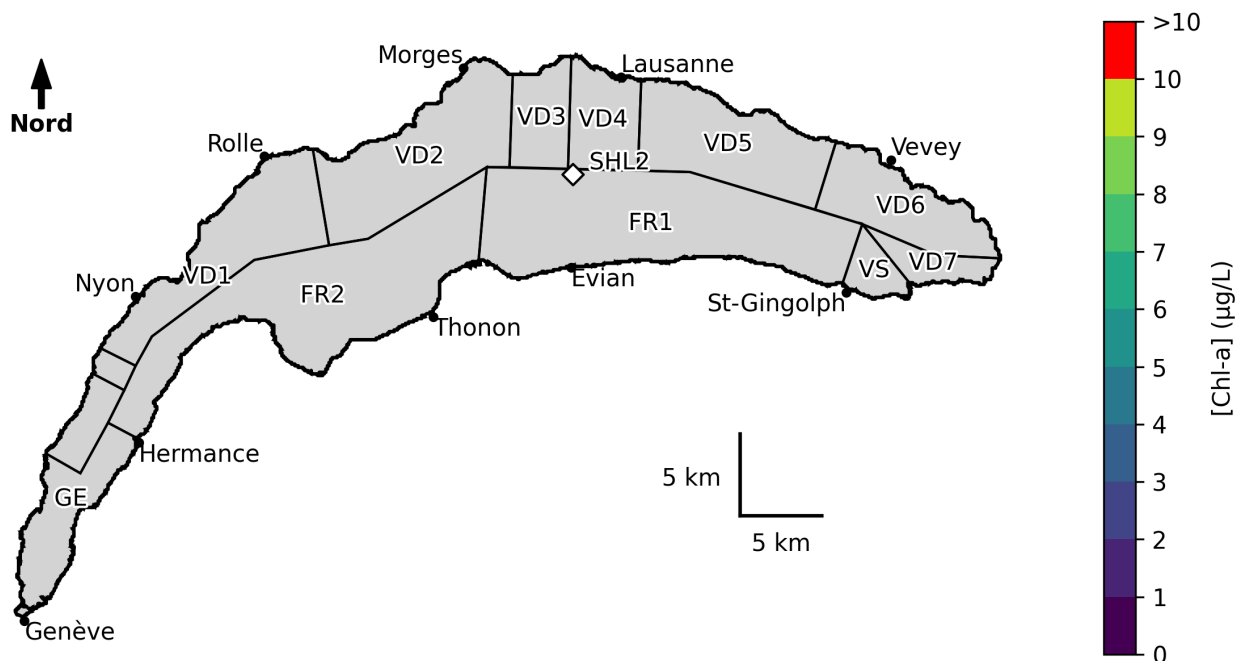 Nord
Morges
Lausanne
Rolle
VD2
VD3
VD4
VD5
Vevey
SHL2
VD6
FR1
Nyon
VD1
FR2
VS
VD7
Evian
St-Gingolph
Thonon
Hermance
GE
Genève
5 km
5 km
>10
10
9
8
7
6
5
4
3
2
1
0
[Chl-a] (µg/L)